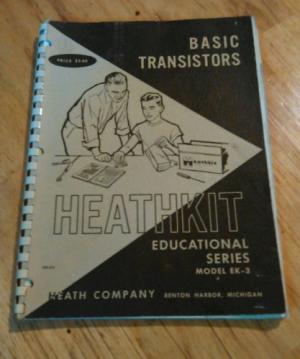 BASIC
TRANSISTORS
HEATHKIT
EDUCATIONAL
SERIES
MODEL EK-3
HEATH COMPANY BENTON HARBOR, MICHIGAN